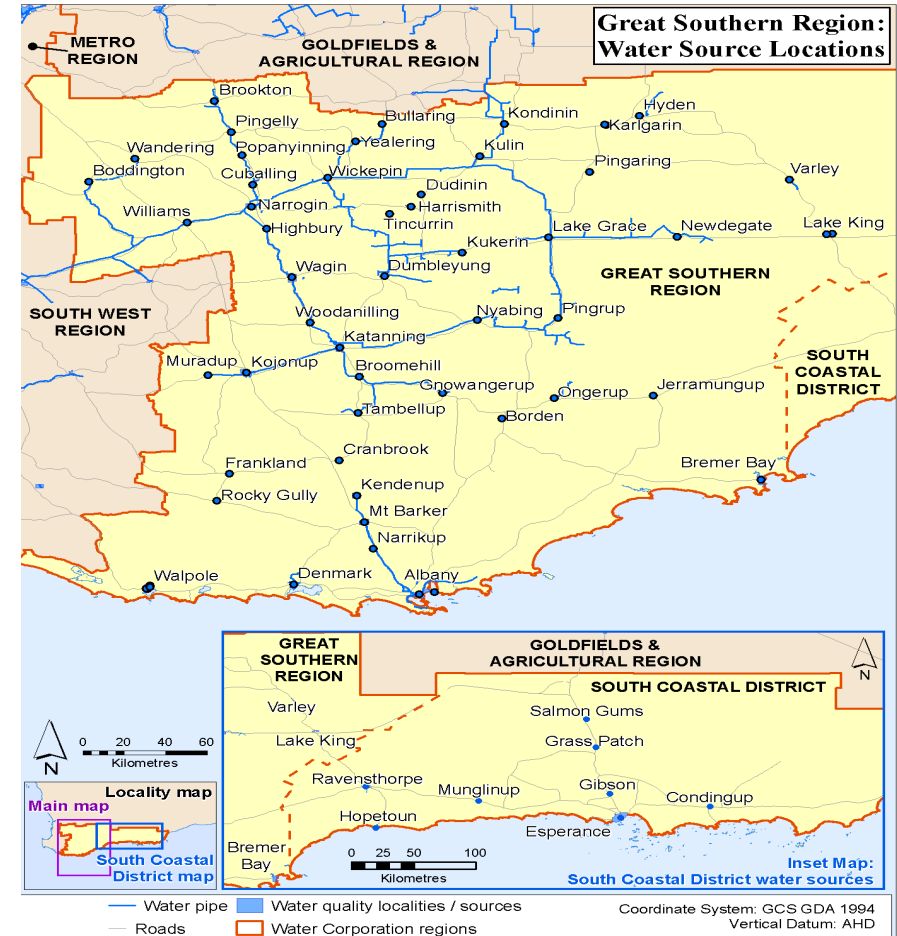 Great Southern Region:
Water Source Locations
METRO
REGION
GOLDFIELDS &
AGRICULTURAL REGION
Brookton
Bullaring
Kondinin
Hyden
Karlgarin
Pingelly
Yealering
Wandering
Popanyinning
Kulin
Pingaring
Boddington
Cuballing
Wickepin
Varley
Dudinin
Williams
Narrogin
Harrismith
Tincurrin
Highbury
Lake Grace
Newdegate
Lake King
Kukerin
Wagin
Dumbleyung
GREAT SOUTHERN
REGION
SOUTH WEST
REGION
Woodanilling
Nyabing
Pingrup
Katanning
Muradup
Kojonup
Broomehill
SOUTH
COASTAL
DISTRICT
Gnowangerup
Ongerup
Jerramungup
Tambellup
Borden
Cranbrook
Frankland
Bremer Bay
Rocky Gully
Kendenup
Mt Barker
Narrikup
Walpole
Denmark
Albany
GREAT
SOUTHERN
REGION
GOLDFIELDS &
AGRICULTURAL REGION
N
SOUTH COASTAL DISTRICT
Varley
Salmon Gums
Lake King
Grass Patch
Ravensthorpe
Munglinup
Gibson
Condingup
Hopetoun
Esperance
Bremer
Bay
0 25 50 100
Kilometres
Inset Map:
South Coastal District water sources
N
0 20 40 60
Kilometres
Locality map
Main map
South Coastal
District map
Water pipe
Water quality localities / sources
Roads
Water Corporation regions
Coordinate System: GCS GDA 1994
Vertical Datum: AHD